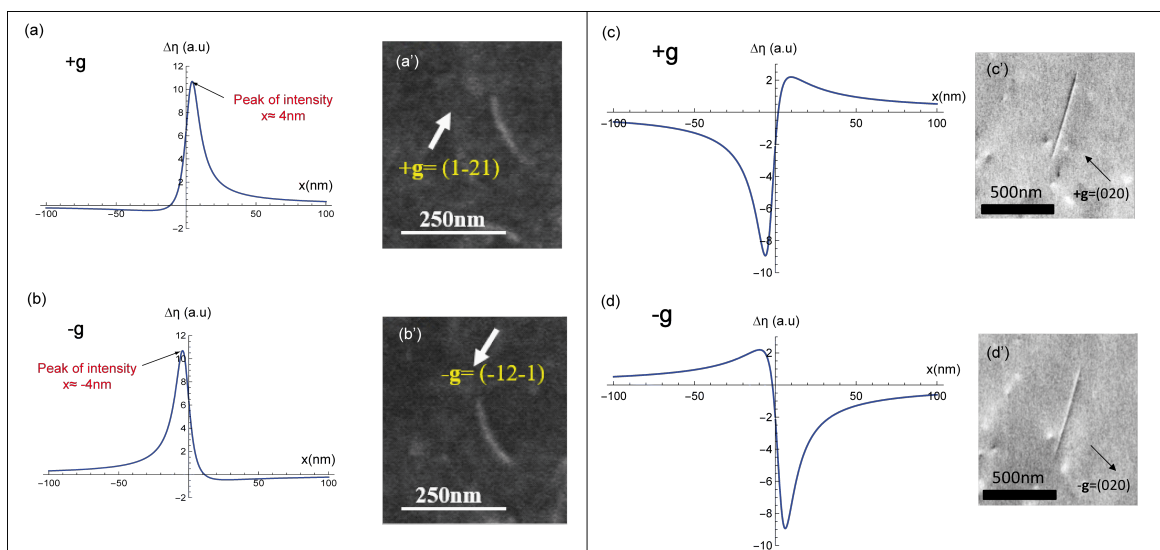 (a)
+g
Δη (a.u)
12
10
8
6
4
2
−2
−100
−50
50
100
x(nm)
Peak of intensity
x≈ 4nm
(a')
+g= (1-21)
250nm
(b)
-g
Δη (a.u)
12
10
8
6
4
2
−2
−100
−50
50
100
x(nm)
Peak of intensity
x≈ -4nm
(b')
-g= (-12-1)
250nm
(c)
+g
Δη (a.u)
2
−2
−4
−6
−8
−10
−100
−50
50
100
x(nm)
(c')
500nm
+g=(020)
(d)
-g
Δη (a.u)
2
−2
−4
−6
−8
−10
−100
−50
50
100
x(nm)
(d')
500nm
-g=(020)